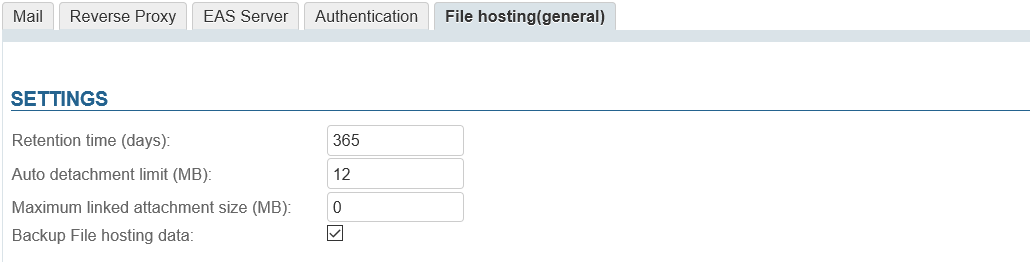 Mail Reverse Proxy EAS Server Authentication File hosting(general)
SETTINGS
Retention time (days): 365
Auto detachment limit (MB): 12
Maximum linked attachment size (MB): 0
Backup File hosting data: